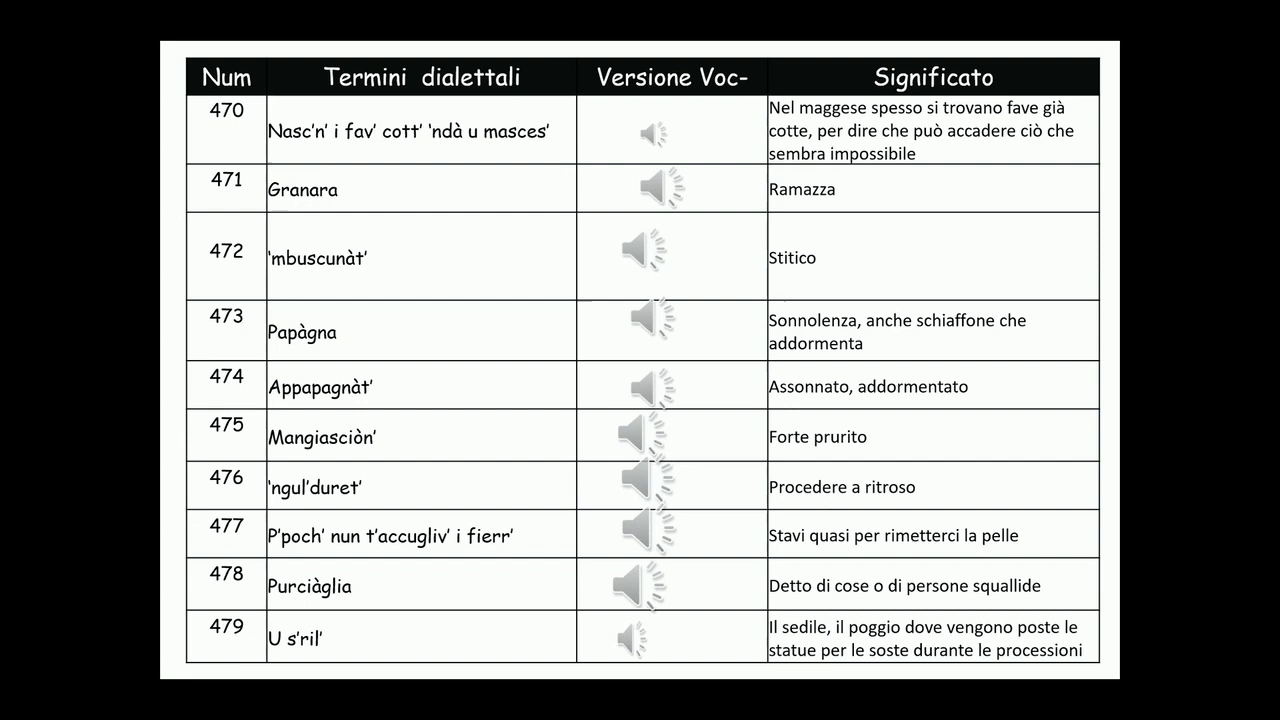 Num Termini dialettali Versione Voc- Significato
470 Nasc’n’ i fav’ cott’ ‘ndà u masces’ Nel maggese spesso si trovano fave già
cotte, per dire che può accadere ciò che
sembra impossibile
471 Granara Ramazza
472 ‘mbuscunàt’ Stitico
473 Papàgna Sonnolenza, anche schiaffone che
addormenta
474 Appapagnàt’ Assonnato, addormentato
475 Mangiasciòn’ Forte prurito
476 ‘ngul’duret’ Procedere a ritroso
477 P’poch’ nun t’accugliv’ i fierr’ Stavi quasi per rimetterci la pelle
478 Purciàglia Detto di cose o di persone squallide
479 U s’ril’ Il sedile, il poggio dove vengono poste le
statue per le soste durante le processioni